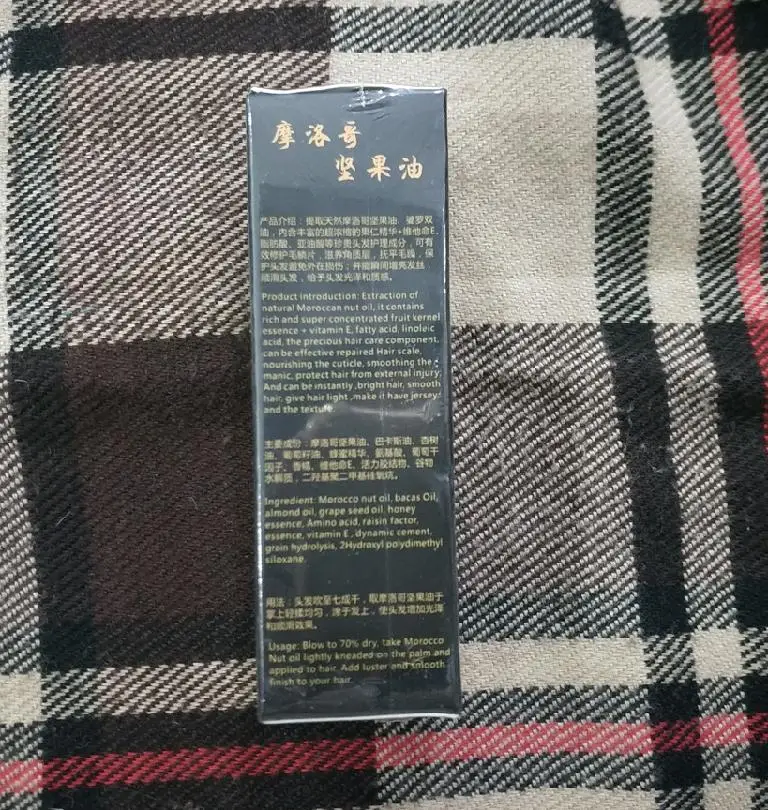 摩洛哥
坚果油
产品介绍：提取天然摩洛哥坚果油、婆罗双
油，内含丰富的超浓缩的果仁精华+维他命E、
脂肪酸、亚油酸等珍贵头发护理成分，可有
效修护毛鳞片，滋养角质层，抚平毛躁，保
护头发避免外在损伤；并能瞬间增亮发丝
顺滑头发，给予头发光泽和质感。
Product Introduction: Extraction of
natural Moroccan nut oil, it contains
rich and super concentrated fruit kernel
essence + vitamin E, fatty acid, linoleic
acid, the precious hair care component,
can be effective repaired Hair scale,
nourishing the cuticle, smoothing the
manic, protect hair from external injury;
And can be instantly,bright hair, smooth
hair, give hair light ,make it have jersey
and the texture.
主要成分：摩洛哥坚果油、巴卡斯油、杏树
油、葡萄籽油、蜂蜜精华、氨基酸、葡萄干
因子、香精、维他命E、活力胶结物、谷物
水解质，二羟基聚二甲基硅氧烷。
Ingredient: Morocco nut oil, bacas Oil,
almond oil, grape seed oil, honey
essence, Amino acid, raisin factor,
essence, vitamin E, dynamic cement,
grain hydrolysis, 2Hydroxyl polydimethyl
siloxane.
用法：头发吹至七成干，取摩洛哥坚果油于
掌上轻揉均匀，涂于发上，使头发增加光泽
和顺滑效果。
Usage: Blow to 70% dry, take Morocco
Nut oil lightly kneaded on the palm and
applied to hair. Add luster and smooth
finish to your hair.